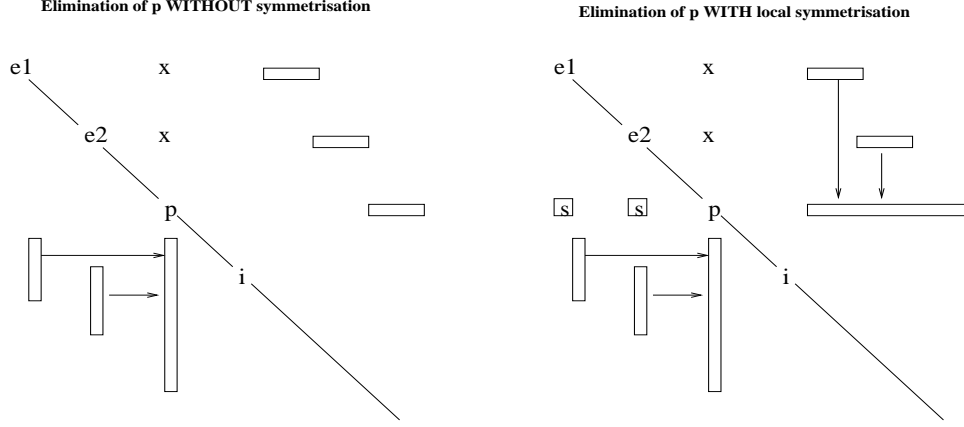 Elimination of p WITHOUT symmetrisation
e1 x
e2 x
p
i
Elimination of p WITH local symmetrisation
e1 x
e2 x
s s p
i